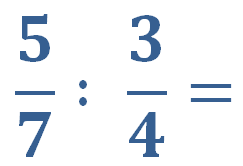 5/7 : 3/4 =